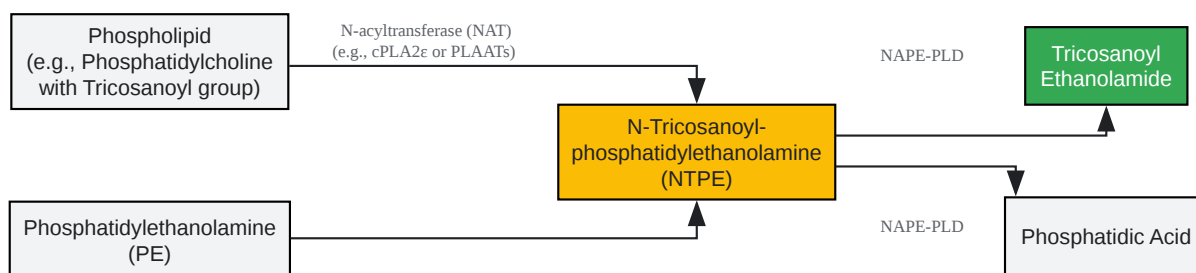 Phospholipid
(e.g., Phosphatidylcholine
with Tricosanoyl group)
N-acyltransferase (NAT)
(e.g., cPLA2ε or PLAATs)
NAPE-PLD
Tricosanoyl
Ethanolamide
N-Tricosanoyl-
phosphatidylethanolamine
(NTPE)
Phosphatidylethanolamine
(PE)
NAPE-PLD
Phosphatidic Acid